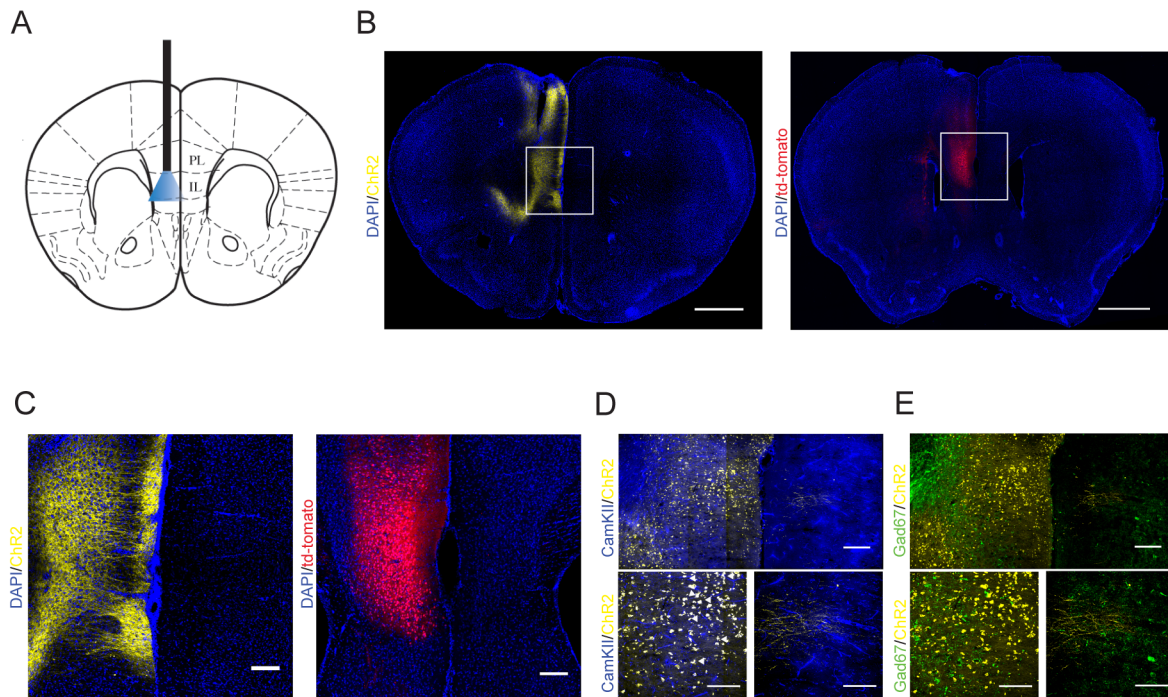 A
PL
IL
B
DAPI/ChR2
DAPI/td-tomato
C
DAPI/ChR2
DAPI/td-tomato
D
CamKII/ChR2
CamKII/ChR2
E
Gad67/ChR2
Gad67/ChR2